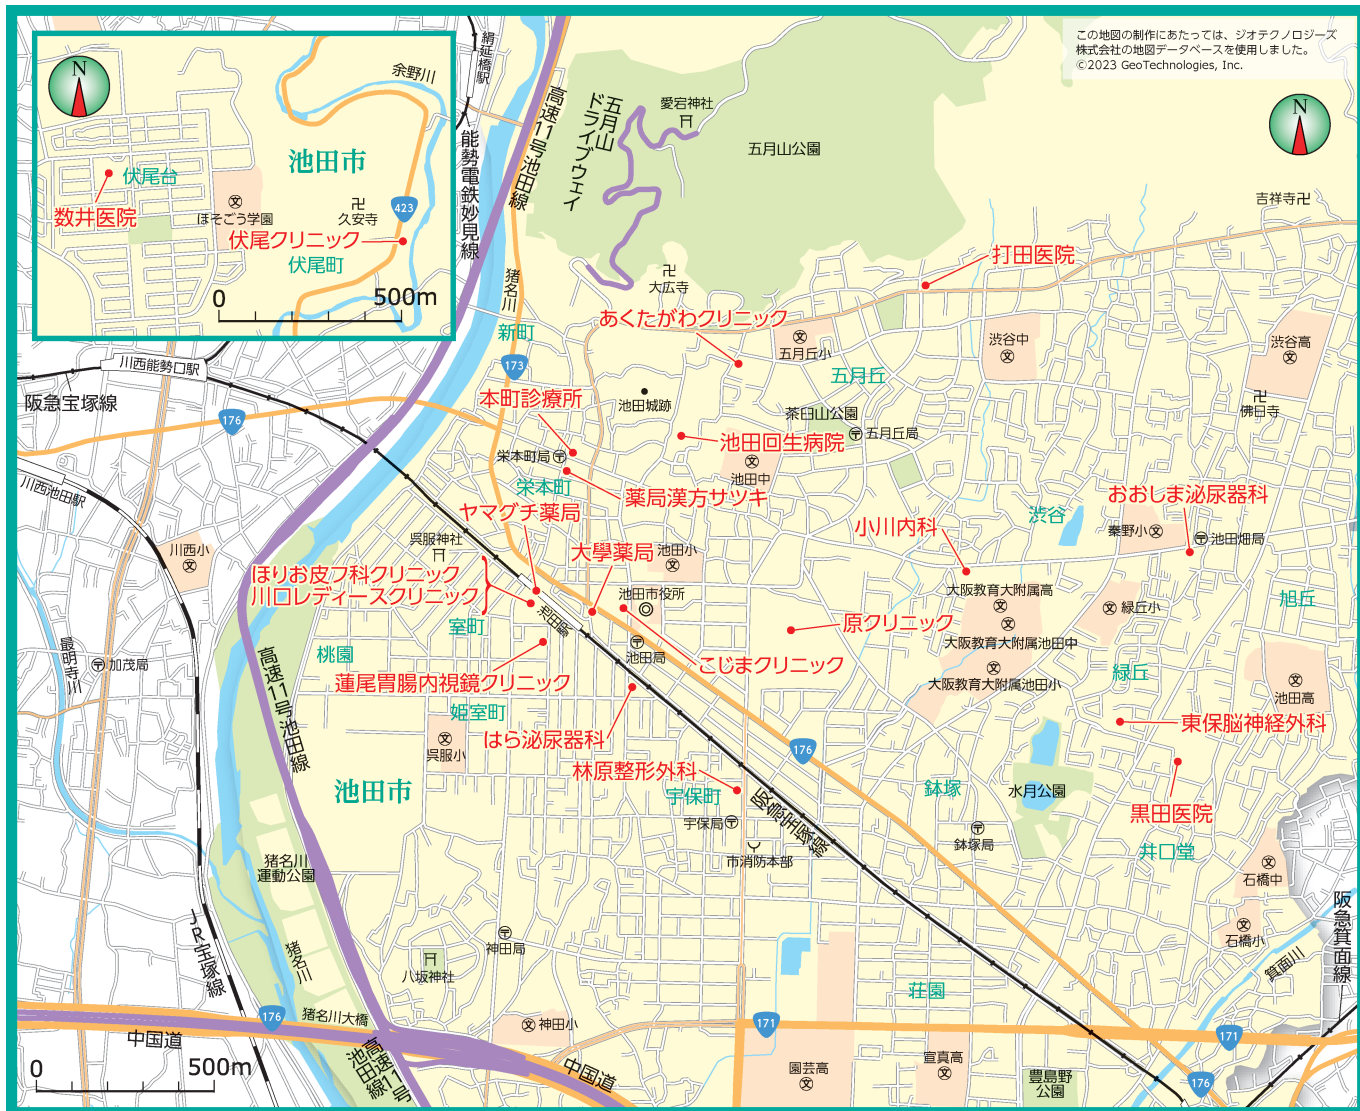 この地図の制作にあたっては、ジオテクノロジーズ
株式会社の地図データベースを使用しました。
©2023 GeoTechnologies, Inc.
N
余野川
池田市
伏尾台
数井医院
ほそごう学園
久安寺
423
伏尾クリニック
伏尾町
0
500m
絹延橋駅
能勢電鉄妙見線
高速11号池田線
五月山
ドライブウェイ
愛宕神社
五月山公園
N
吉祥寺
打田医院
大広寺
猪名川
新町
あくたがわクリニック
五月丘小
渋谷中
渋谷高
川西能勢口駅
阪急宝塚線
176
173
五月丘
本町診療所
池田城跡
茶臼山公園
五月丘局
佛日寺
池田回生病院
栄本町局
池田中
川西池田駅
栄本町
薬局漢方サツキ
おおしま泌尿器科
ヤマグチ薬局
小川内科
渋谷
秦野小
池田畑局
呉服神社
川西小
大學薬局
池田小
ほりお皮フ科クリニック
川口レディースクリニック
池田市役所
大阪教育大附属高
緑丘小
旭丘
池田駅
室町
原クリニック
大阪教育大附属池田中
桃園
池田局
こじまクリニック
最明寺川
加茂局
高速11号池田線
蓮尾胃腸内視鏡クリニック
大阪教育大附属池田小
緑丘
池田高
姫室町
はら泌尿器科
東保脳神経外科
呉服小
176
林原整形外科
池田市
宇保町
阪急宝塚線
鉢塚
水月公園
黒田医院
宇保局
市消防本部
鉢塚局
井口堂
猪名川
運動公園
石橋中
阪急箕面線
JR宝塚線
猪名川
神田局
石橋小
箕面川
八坂神社
荘園
176
猪名川大橋
神田小
171
171
中国道
高速11号
池田線
中国道
園芸高
宣真高
豊島野
公園
176
0
500m